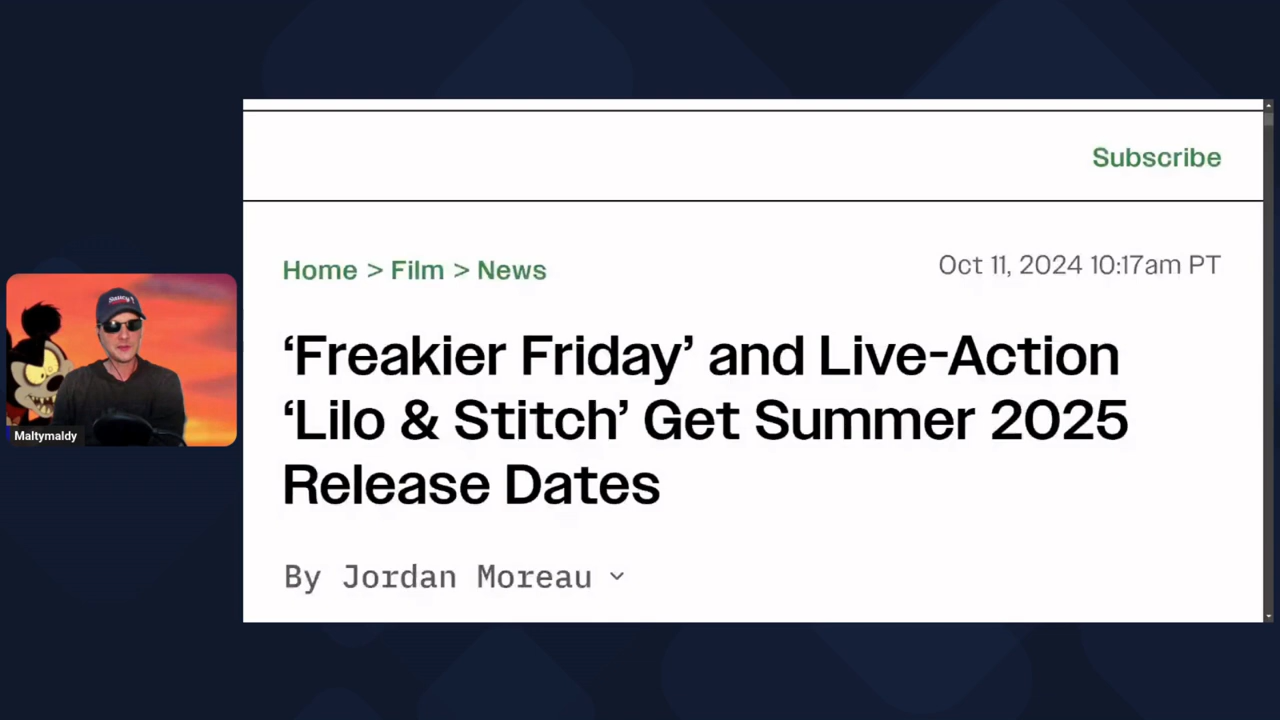 Subscribe
Home > Film > News
Oct 11, 2024 10:17am PT
‘Freakier Friday’ and Live-Action
‘Lilo & Stitch’ Get Summer 2025
Release Dates
By Jordan Moreau
Maltymaldy